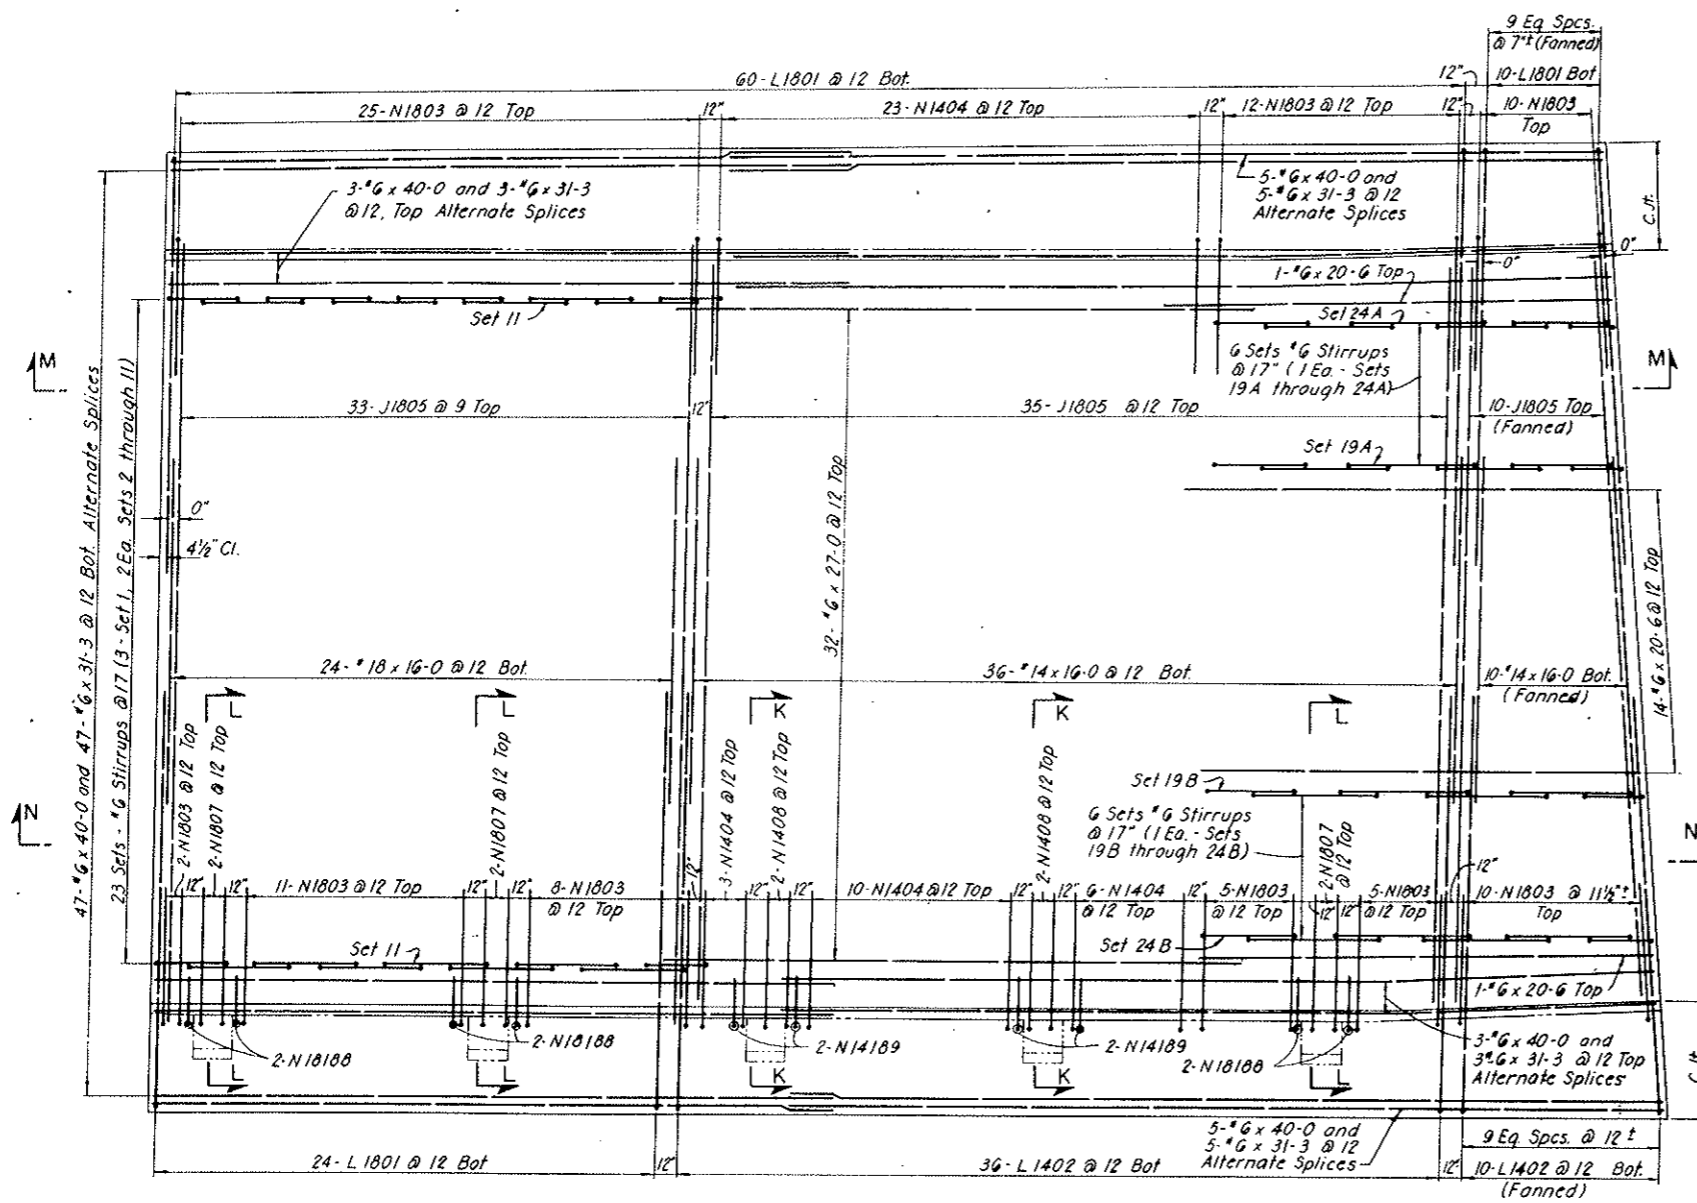 9 Eq Spcs.
@ 7"± (Fanned)
60-L1801 @ 12 Bot.
12"
10-L1801 Bot
25-N1803 @ 12 Top
12"
23-N1404 @ 12 Top
12"
12-N1803 @ 12 Top
12"
10-N1803
Top
3-#6 x 40-0 and 3-#6 x 31-3
@12, Top Alternate Splices
5-#6 x 40-0 and
5-#6 x 31-3 @ 12
Alternate Splices
C.Jt.
0"
0"
1-#6 x 20-6 Top
Set 11
Set 24A
M
6 Sets #6 Stirrups
@ 17" (1 Ea. - Sets
19A through 24A)
M
33-J1805 @ 9 Top
12"
35-J1805 @ 12 Top
10-J1805 Top
(Fanned)
Set 19A
47-#6 x 40-0 and 47-#6 x 31-3 @ 12 Bot. Alternate Splices
23 Sets - #6 Stirrups @ 17 (3-Set 1, 2 Ea. Sets 2 through 11)
0"
4½" Cl.
32-#6 x 27-0 @ 12 Top
14-#6 x 20-6 @ 12 Top
24-#18 x 16-0 @ 12 Bot.
36-#14 x 16-0 @ 12 Bot.
10-#14 x 16-0 Bot.
(Fanned)
L
L
K
K
L
2-N1803 @ 12 Top
2-N1807 @ 12 Top
2-N1807 @ 12 Top
3-N1404 @ 12 Top
2-N1408 @ 12 Top
2-N1408 @ 12 Top
Set 19B
6 Sets #6 Stirrups
@ 17" (1 Ea. - Sets
19B through 24B)
2-N1807
@ 12 Top
N
N
12"
12"
11-N1803 @ 12 Top
12"
12"
8-N1803
@ 12 Top
12"
12"
12"
10-N1404 @ 12 Top
12"
12"
6-N1404
@ 12 Top
12"
5-N1803
@ 12 Top
12"
12"
5-N1803
@ 12 Top
12"
10-N1803 @ 11½"±
Top
Set 11
Set 24B
1-#6 x 20-6 Top
2-N18188
2-N18188
2-N14189
2-N14189
2-N18188
3-#6 x 40-0 and
3-#6 x 31-3 @ 12 Top
Alternate Splices
C.Jt.
L
L
K
K
L
5-#6 x 40-0 and
5-#6 x 31-3 @ 12
Alternate Splices
9 Eq. Spcs. @ 12±
24-L1801 @ 12 Bot
12"
36-L1402 @ 12 Bot
12"
10-L1402 @ 12 Bot.
(Fanned)